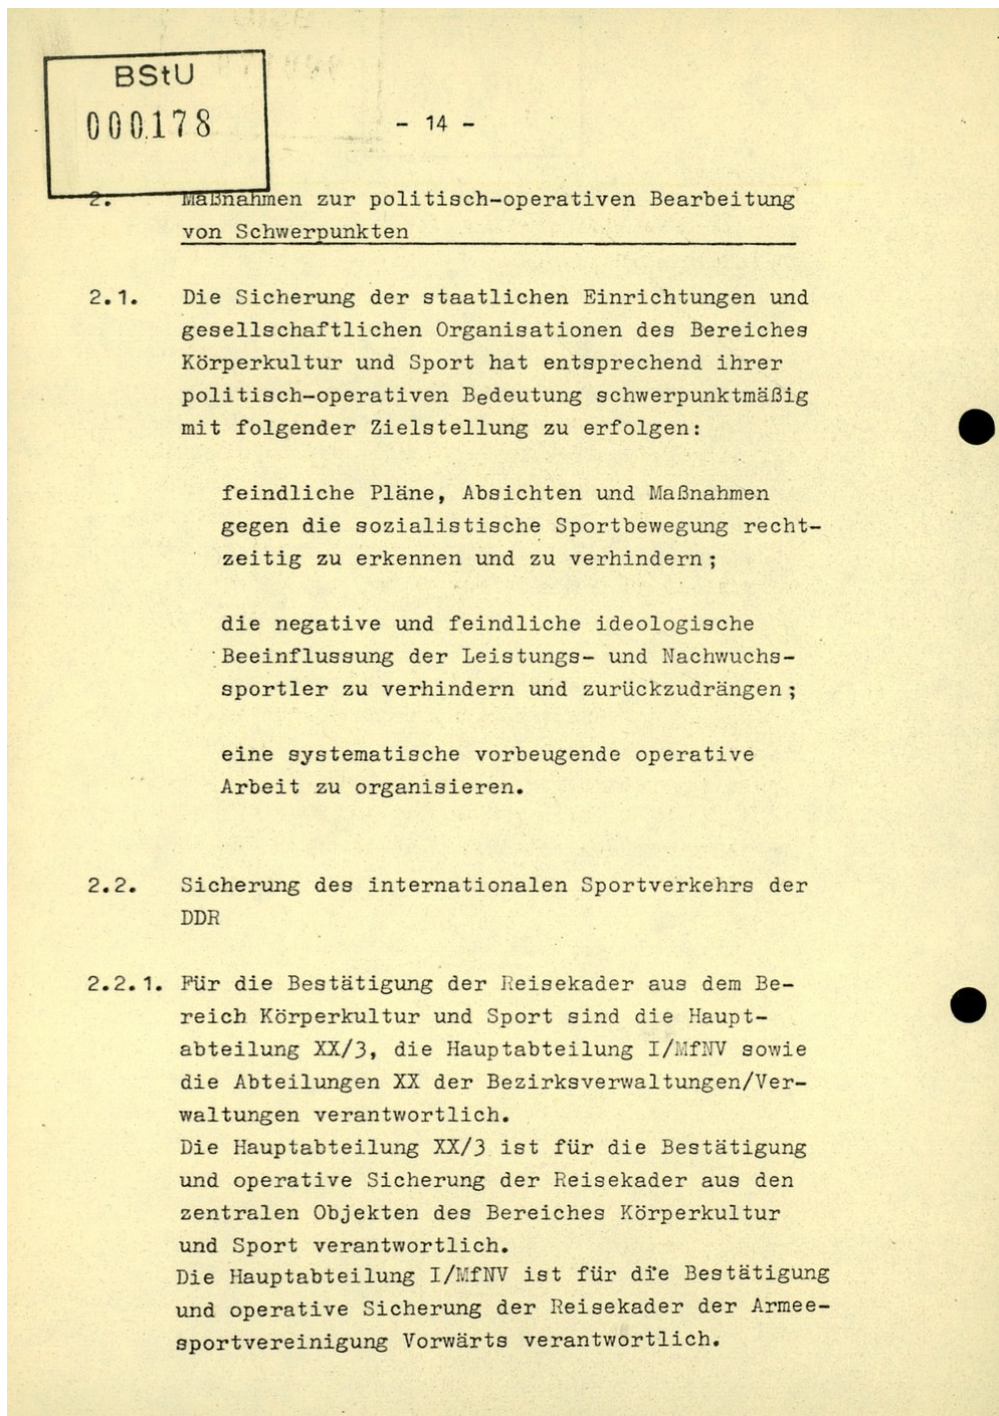 BStU
000178
- 14 -
2. Maßnahmen zur politisch-operativen Bearbeitung
von Schwerpunkten
2.1. Die Sicherung der staatlichen Einrichtungen und
gesellschaftlichen Organisationen des Bereiches
Körperkultur und Sport hat entsprechend ihrer
politisch-operativen Bedeutung schwerpunktmäßig
mit folgender Zielstellung zu erfolgen:
feindliche Pläne, Absichten und Maßnahmen
gegen die sozialistische Sportbewegung recht-
zeitig zu erkennen und zu verhindern;
die negative und feindliche ideologische
Beeinflussung der Leistungs- und Nachwuchs-
sportler zu verhindern und zurückzudrängen;
eine systematische vorbeugende operative
Arbeit zu organisieren.
2.2. Sicherung des internationalen Sportverkehrs der
DDR
2.2.1. Für die Bestätigung der Reisekader aus dem Be-
reich Körperkultur und Sport sind die Haupt-
abteilung XX/3, die Hauptabteilung I/MfNV sowie
die Abteilungen XX der Bezirksverwaltungen/Ver-
waltungen verantwortlich.
Die Hauptabteilung XX/3 ist für die Bestätigung
und operative Sicherung der Reisekader aus den
zentralen Objekten des Bereiches Körperkultur
und Sport verantwortlich.
Die Hauptabteilung I/MfNV ist für die Bestätigung
und operative Sicherung der Reisekader der Armee-
sportvereinigung Vorwärts verantwortlich.